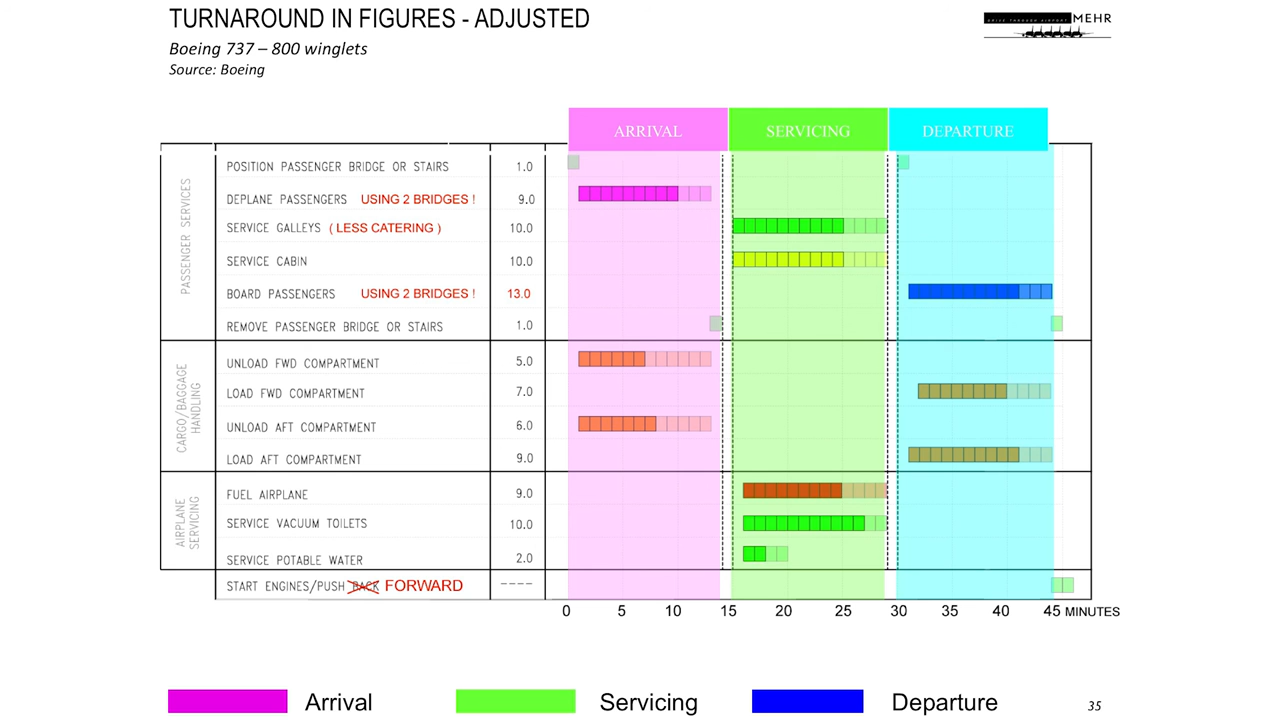 TURNAROUND IN FIGURES - ADJUSTED
Boeing 737 – 800 winglets
Source: Boeing
DRIVE THROUGH AIRPORT MEHR
ARRIVAL SERVICING DEPARTURE
PASSENGER SERVICES
POSITION PASSENGER BRIDGE OR STAIRS 1.0
DEPLANE PASSENGERS USING 2 BRIDGES ! 9.0
SERVICE GALLEYS ( LESS CATERING ) 10.0
SERVICE CABIN 10.0
BOARD PASSENGERS USING 2 BRIDGES ! 13.0
REMOVE PASSENGER BRIDGE OR STAIRS 1.0
CARGO/BAGGAGE
HANDLING
UNLOAD FWD COMPARTMENT 5.0
LOAD FWD COMPARTMENT 7.0
UNLOAD AFT COMPARTMENT 6.0
LOAD AFT COMPARTMENT 9.0
AIRPLANE
SERVICING
FUEL AIRPLANE 9.0
SERVICE VACUUM TOILETS 10.0
SERVICE POTABLE WATER 2.0
START ENGINES/PUSH BACK FORWARD ----
0 5 10 15 20 25 30 35 40 45 MINUTES
Arrival Servicing Departure
35